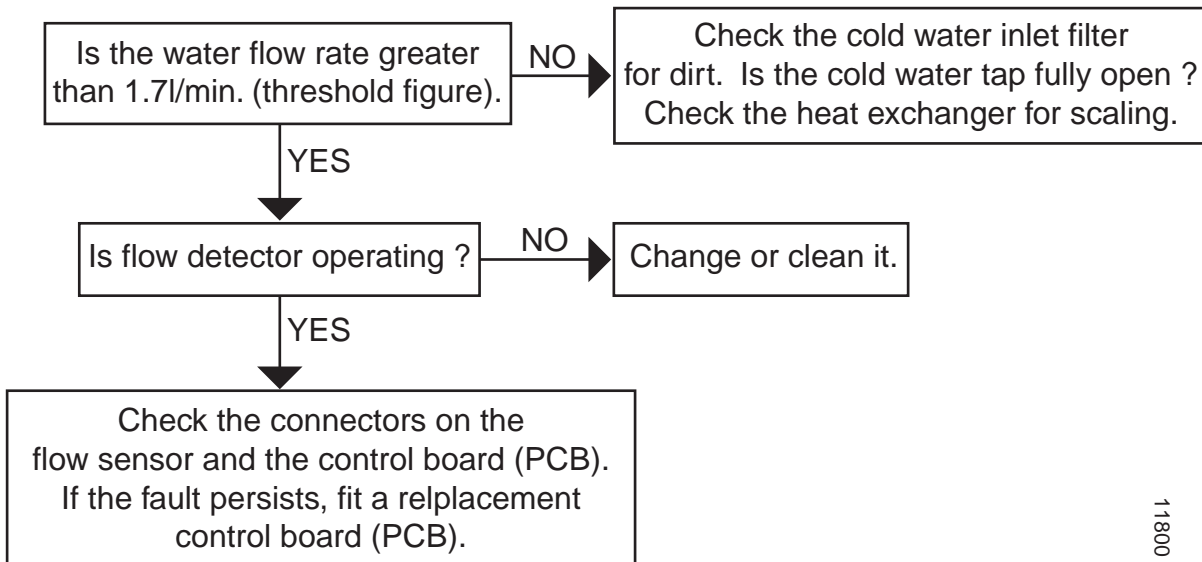 Is the water flow rate greater
than 1.7l/min. (threshold figure).
NO
Check the cold water inlet filter
for dirt. Is the cold water tap fully open ?
Check the heat exchanger for scaling.
YES
Is flow detector operating ?
NO
Change or clean it.
YES
Check the connectors on the
flow sensor and the control board (PCB).
If the fault persists, fit a relplacement
control board (PCB).
11800